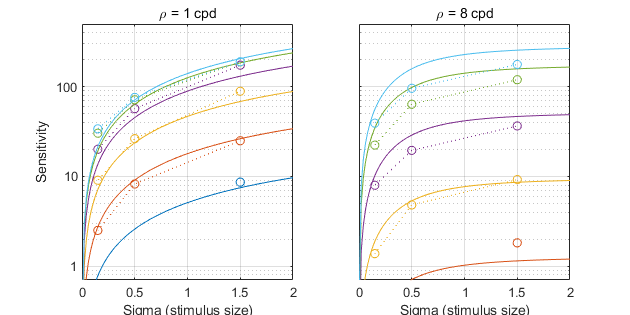 ρ = 1 cpd
ρ = 8 cpd
Sensitivity
100
10
1
0 0.5 1 1.5 2
0 0.5 1 1.5 2
Sigma (stimulus size)
Sigma (stimulus size)